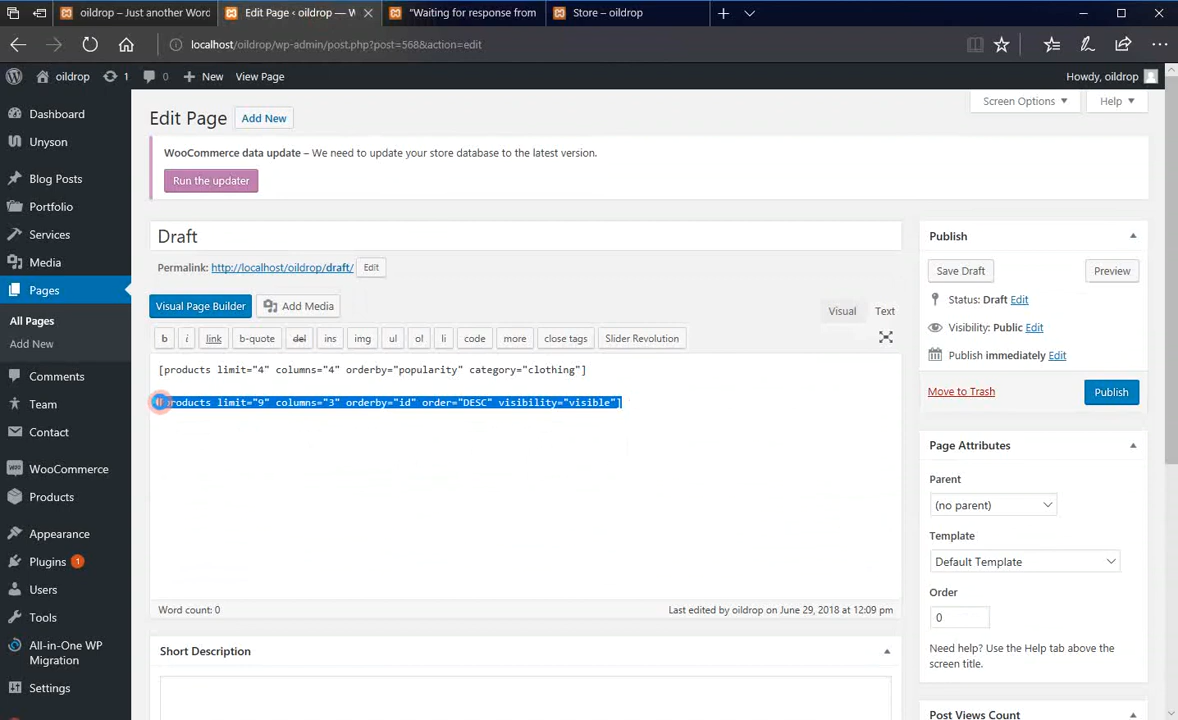 oildrop – Just another Word
Edit Page ‹ oildrop — W
"Waiting for response from
Store – oildrop
localhost/oildrop/wp-admin/post.php?post=568&action=edit
oildrop
1
0
New
View Page
Howdy, oildrop
Dashboard
Unyson
Blog Posts
Portfolio
Services
Media
Pages
All Pages
Add New
Comments
Team
Contact
WooCommerce
Products
Appearance
Plugins 1
Users
Tools
All-in-One WP
Migration
Settings
Screen Options
Help
Edit Page
Add New
WooCommerce data update – We need to update your store database to the latest version.
Run the updater
Draft
Permalink: http://localhost/oildrop/draft/
Edit
Visual Page Builder
Add Media
Visual
Text
b
i
link
b-quote
del
ins
img
ul
ol
li
code
more
close tags
Slider Revolution
[products limit="4" columns="4" orderby="popularity" category="clothing"]
[products limit="9" columns="3" orderby="id" order="DESC" visibility="visible"]
Word count: 0
Last edited by oildrop on June 29, 2018 at 12:09 pm
Short Description
Publish
Save Draft
Preview
Status: Draft Edit
Visibility: Public Edit
Publish immediately Edit
Move to Trash
Publish
Page Attributes
Parent
(no parent)
Template
Default Template
Order
0
Need help? Use the Help tab above the
screen title.
Post Views Count